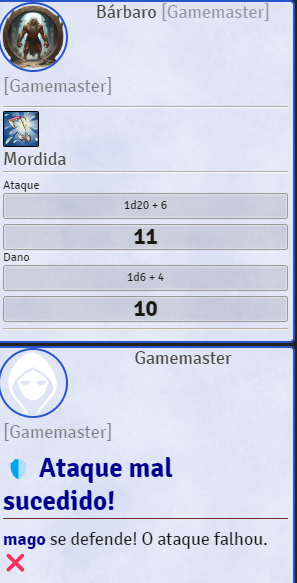 Bárbaro [Gamemaster]
[Gamemaster]
Mordida
Ataque
1d20 + 6
11
Dano
1d6 + 4
10
Gamemaster
[Gamemaster]
Ataque mal
sucedido!
mago se defende! O ataque falhou.